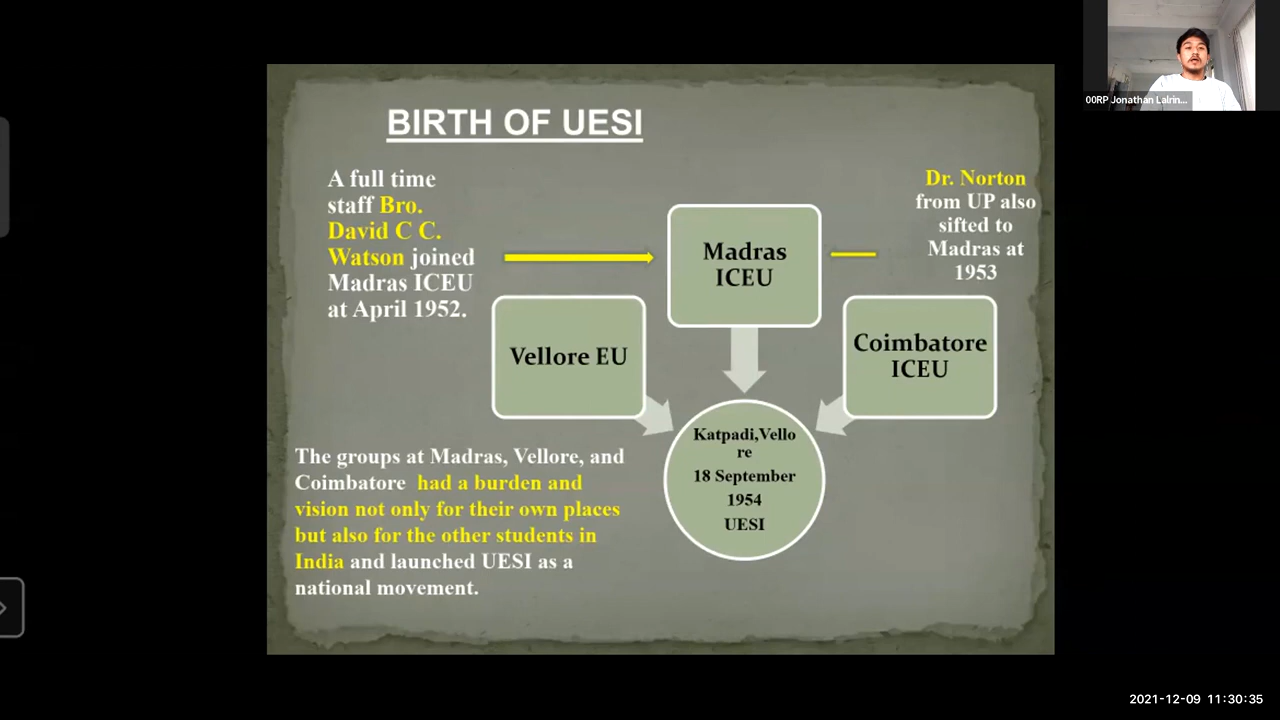 BIRTH OF UESI
A full time
staff Bro.
David C C.
Watson joined
Madras ICEU
at April 1952.
Madras
ICEU
Dr. Norton
from UP also
sifted to
Madras at
1953
Vellore EU
Coimbatore
ICEU
Katpadi,Vello
re
18 September
1954
UESI
The groups at Madras, Vellore, and
Coimbatore had a burden and
vision not only for their own places
but also for the other students in
India and launched UESI as a
national movement.
00RP Jonathan Lalrin...
2021-12-09 11:30:35